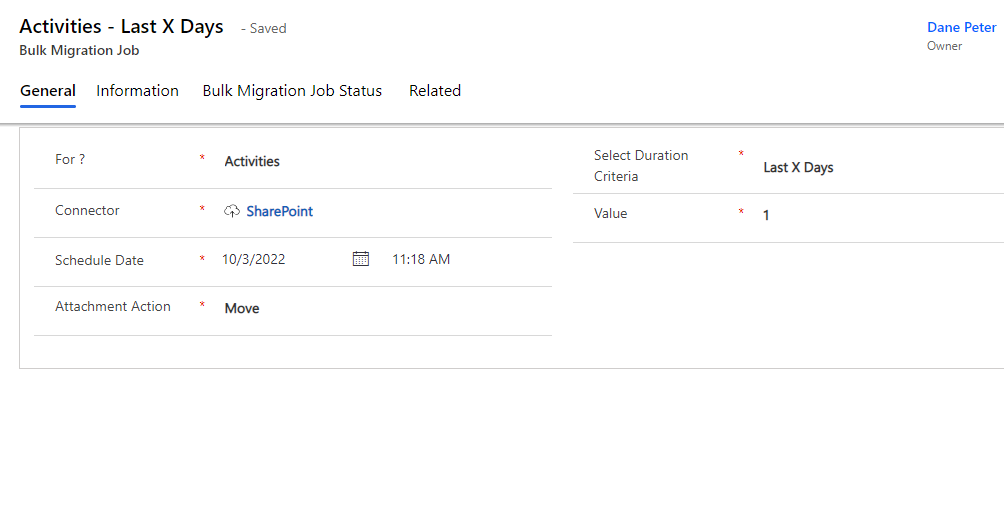 Activities - Last X Days - Saved
Bulk Migration Job
Dane Peter
Owner
General Information Bulk Migration Job Status Related
For ? * Activities
Connector * SharePoint
Schedule Date * 10/3/2022 11:18 AM
Attachment Action * Move
Select Duration * Last X Days
Criteria
Value * 1